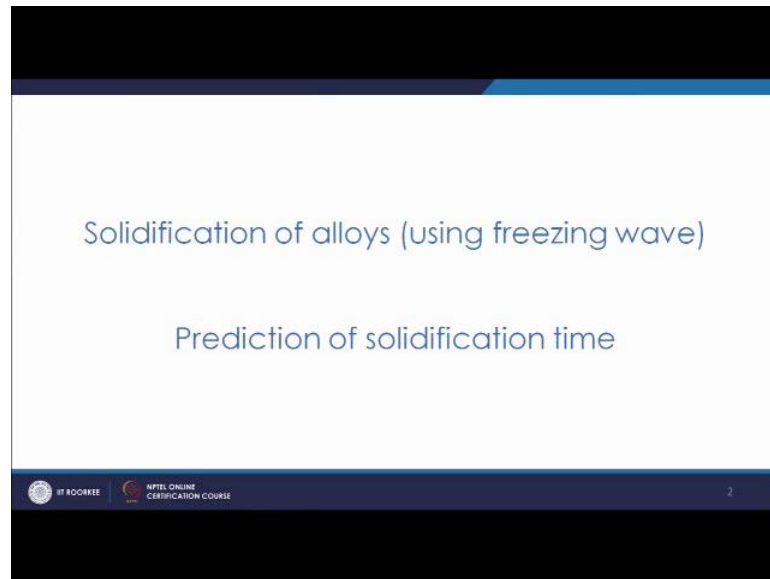 Solidification of alloys (using freezing wave)
Prediction of solidification time
IIT ROORKEE
NPTEL ONLINE
CERTIFICATION COURSE
2